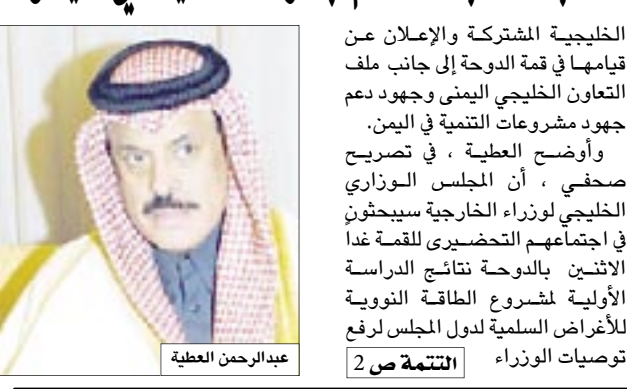 الخليجية المشتركة والإعلان عن
قيامها في قمة الدوحة إلى جانب ملف
التعاون الخليجي اليمنى وجهود دعم
جهود مشروعات التنمية في اليمن.
وأوضح العطية ، في تصريح
صحفي ، أن المجلس الوزاري
الخليجي لوزراء الخارجية سيبحثون
في اجتماعهم التحضيرى للقمة غداً
الاثنين بالدوحة نتائج الدراسة
الأولية لمشروع الطاقة النووية
للأغراض السلمية لدول المجلس لرفع
توصيات الوزراء
التتمة ص 2
عبدالرحمن العطية